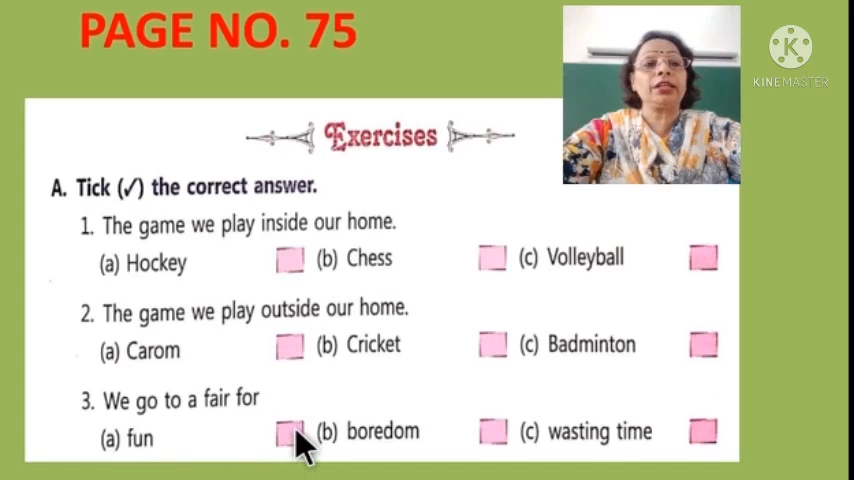 PAGE NO. 75
K
KINEMASTER
Exercises
A. Tick (✓) the correct answer.
1. The game we play inside our home.
(a) Hockey (b) Chess (c) Volleyball
2. The game we play outside our home.
(a) Carom (b) Cricket (c) Badminton
3. We go to a fair for
(a) fun (b) boredom (c) wasting time